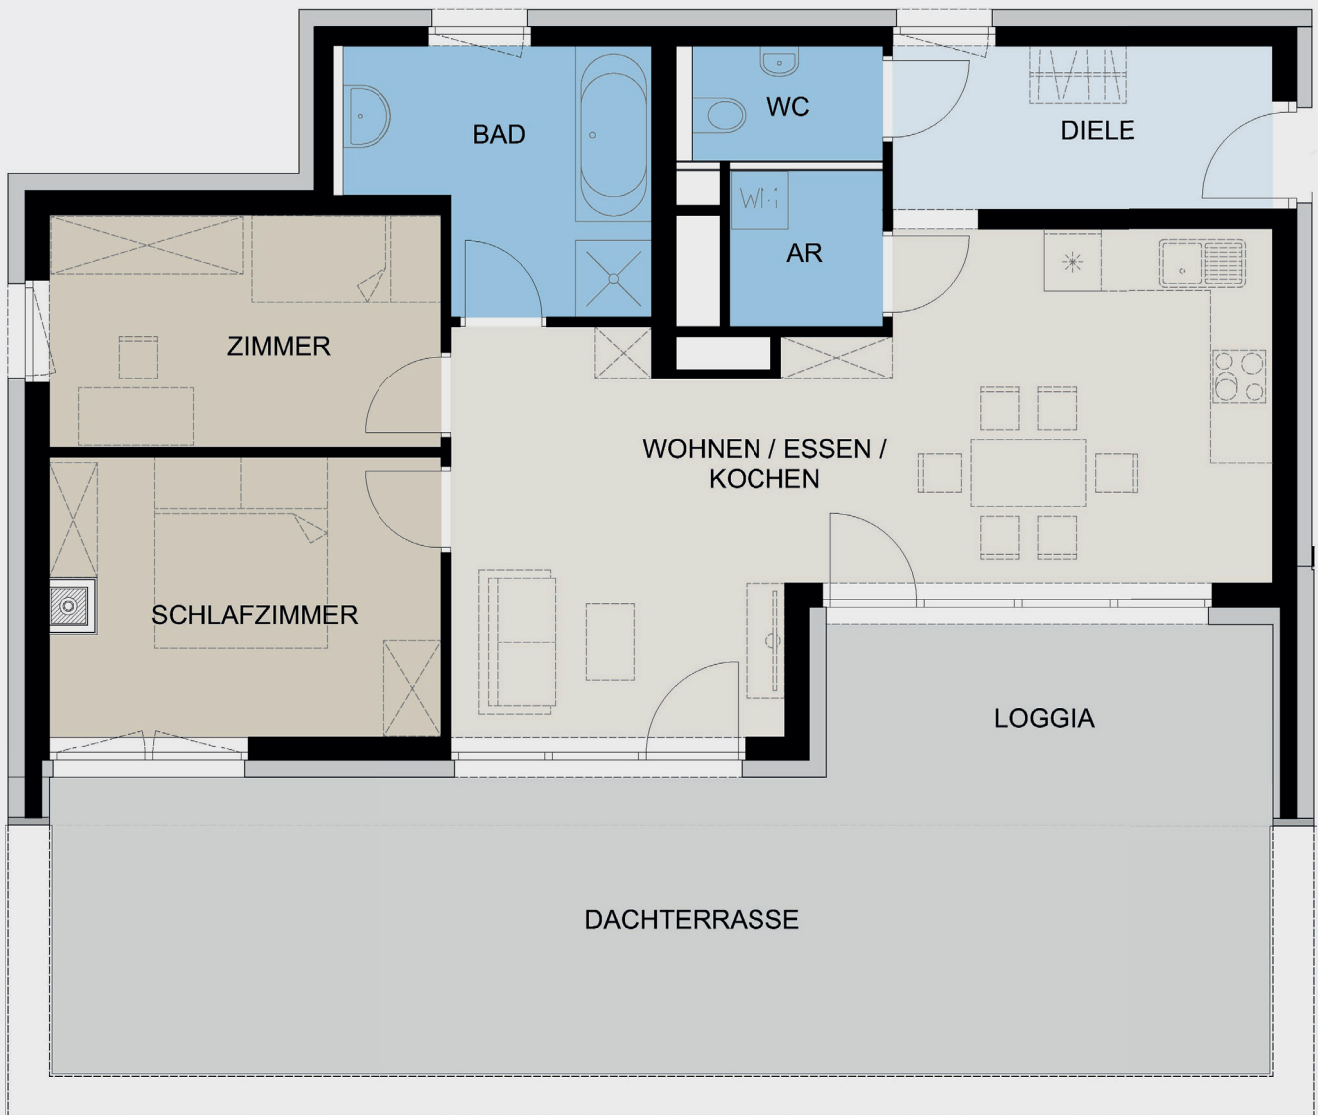 BAD
WC
DIELE
WM
AR
ZIMMER
WOHNEN / ESSEN /
KOCHEN
SCHLAFZIMMER
LOGGIA
DACHTERRASSE